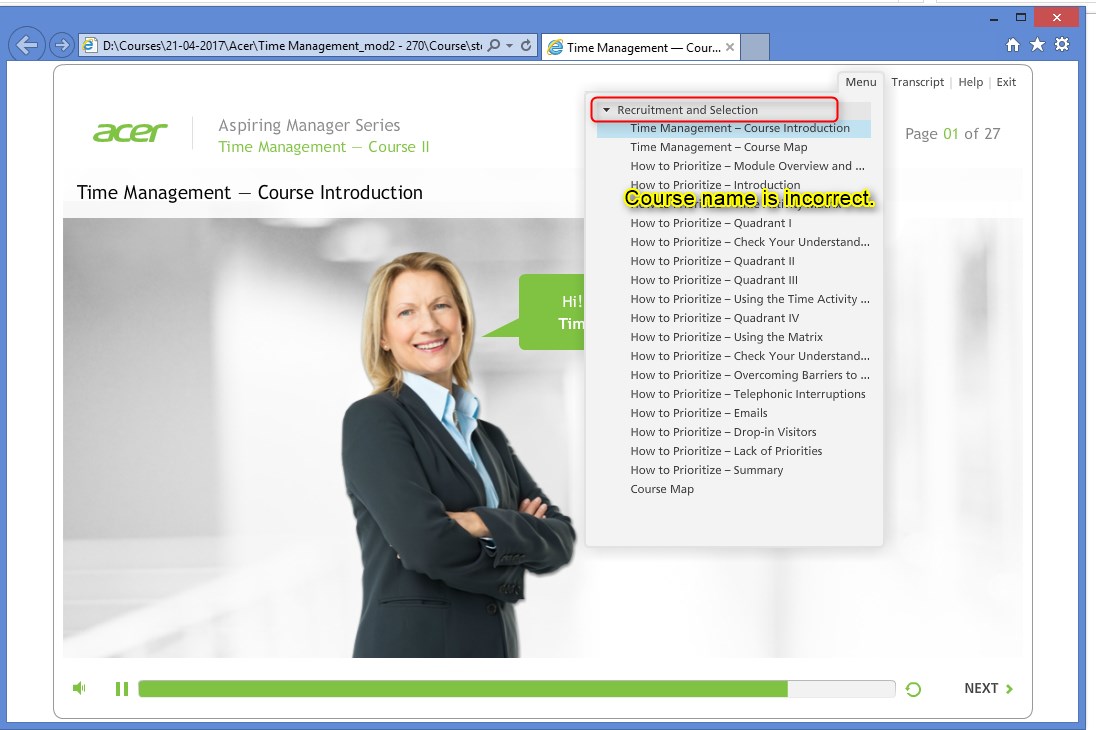 D:\Courses\21-04-2017\Acer\Time Management_mod2 - 270\Course\st
Time Management — Cour...
Menu Transcript | Help | Exit
acer
Aspiring Manager Series
Time Management — Course II
Page 01 of 27
Time Management — Course Introduction
Recruitment and Selection
Time Management – Course Introduction
Time Management – Course Map
How to Prioritize – Module Overview and ...
How to Prioritize – Introduction
Course name is incorrect.
How to Prioritize – Quadrant I
How to Prioritize – Check Your Understand...
How to Prioritize – Quadrant II
How to Prioritize – Quadrant III
How to Prioritize – Using the Time Activity ...
How to Prioritize – Quadrant IV
How to Prioritize – Using the Matrix
How to Prioritize – Check Your Understand...
How to Prioritize – Overcoming Barriers to ...
How to Prioritize – Telephonic Interruptions
How to Prioritize – Emails
How to Prioritize – Drop-in Visitors
How to Prioritize – Lack of Priorities
How to Prioritize – Summary
Course Map
Hi!
Tim
NEXT